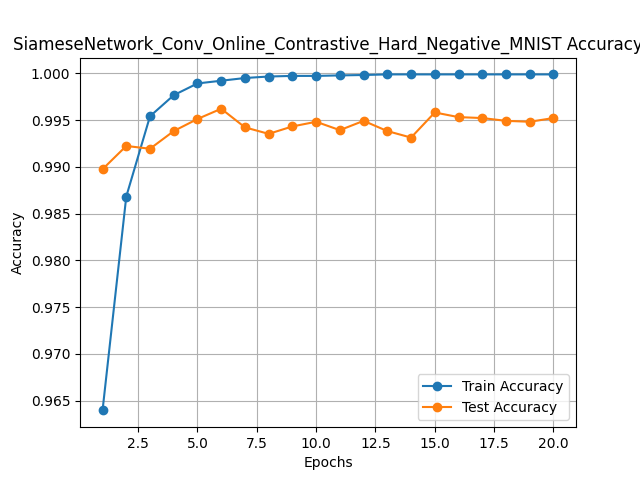 SiameseNetwork_Conv_Online_Contrastive_Hard_Negative_MNIST Accuracy
1.000
0.995
0.990
0.985
0.980
0.975
0.970
0.965
Accuracy
Train Accuracy
Test Accuracy
2.5 5.0 7.5 10.0 12.5 15.0 17.5 20.0
Epochs